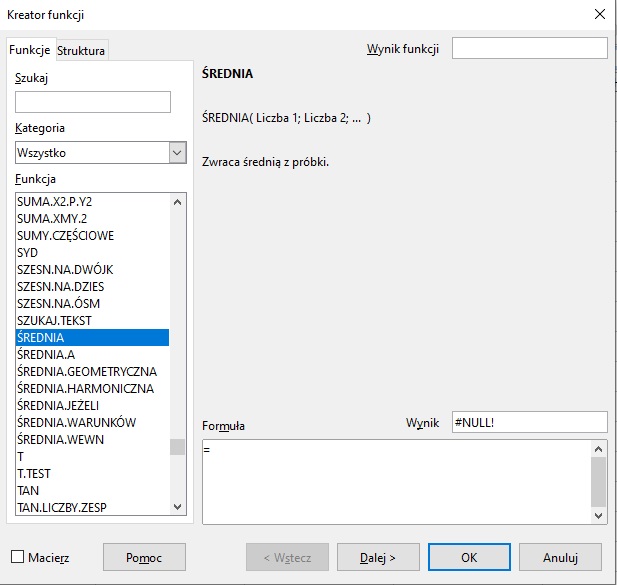 Kreator funkcji
Funkcje
Struktura
Wynik funkcji
Szukaj
Kategoria
Wszystko
Funkcja
SUMA.X2.P.Y2
SUMA.XMY.2
SUMY.CZĘŚCIOWE
SYD
SZESN.NA.DWÓJK
SZESN.NA.DZIES
SZESN.NA.ÓSM
SZUKAJ.TEKST
ŚREDNIA
ŚREDNIA.A
ŚREDNIA.GEOMETRYCZNA
ŚREDNIA.HARMONICZNA
ŚREDNIA.JEŻELI
ŚREDNIA.WARUNKÓW
ŚREDNIA.WEWN
T
T.TEST
TAN
TAN.LICZBY.ZESP
ŚREDNIA
ŚREDNIA( Liczba 1; Liczba 2; ... )
Zwraca średnią z próbki.
Formuła
Wynik
#NULL!
=
Macierz
Pomoc
< Wstecz
Dalej >
OK
Anuluj